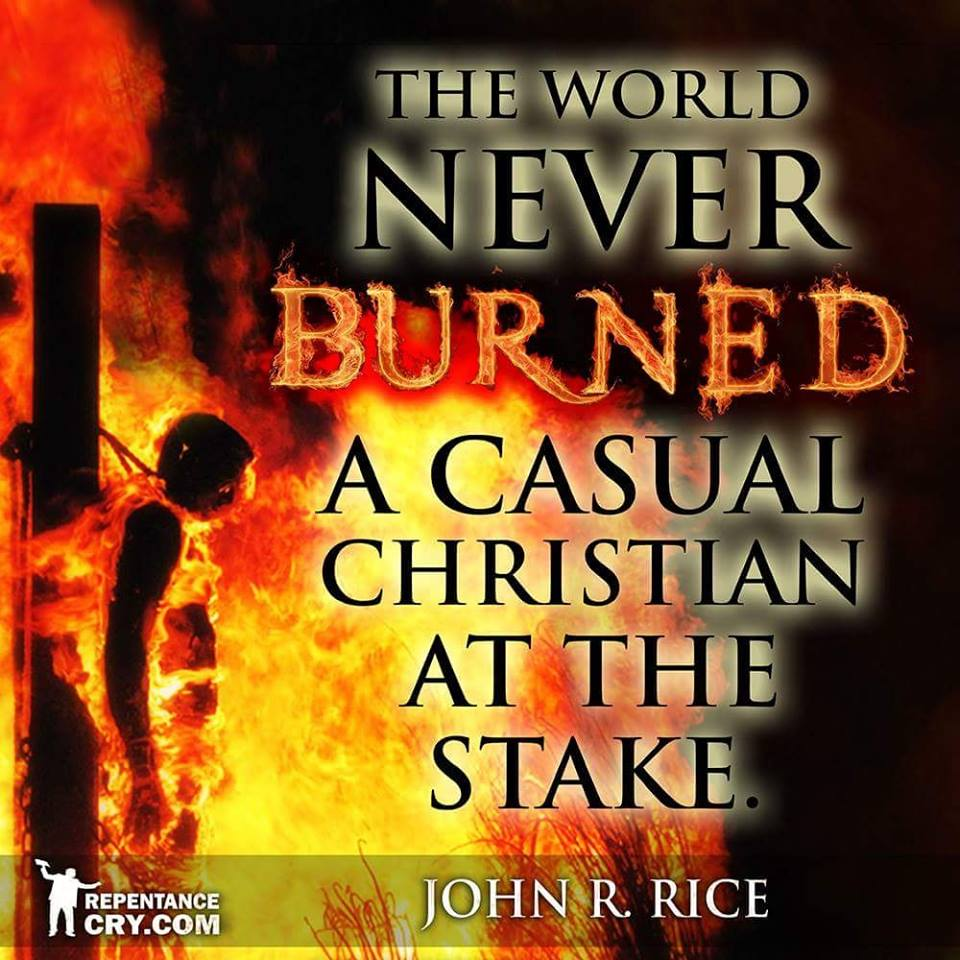 THE WORLD
NEVER
BURNED
A CASUAL
CHRISTIAN
AT THE
STAKE.
JOHN R. RICE
REPENTANCE
CRY.COM